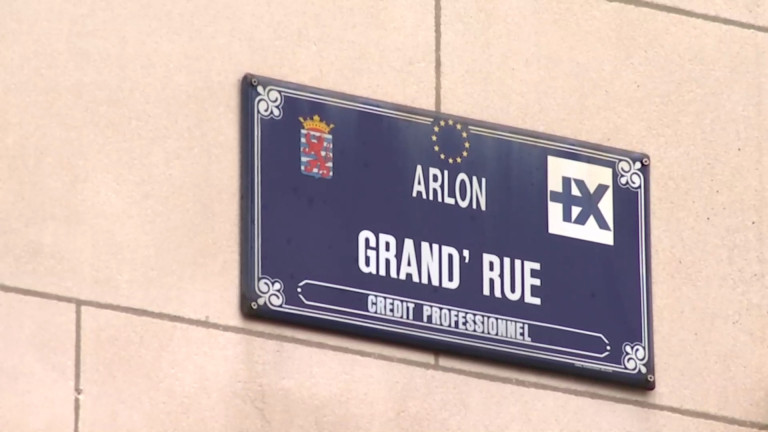 ARLON
GRAND' RUE
CREDIT PROFESSIONNEL